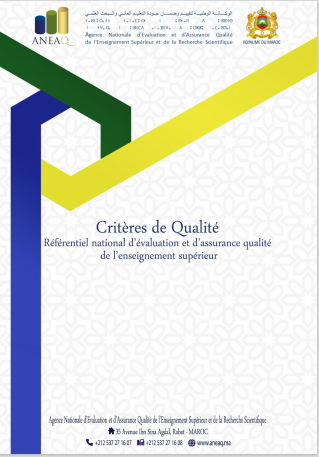 ANEAQ
الوكالة الوطنية لتقييم وضمان جودة التعليم العالي والبحث العلمي
Agence Nationale d'Evaluation et d'Assurance Qualité
de l'Enseignement Supérieur et de la Recherche Scientifique
ROYAUME DU MAROC
Critères de Qualité
Référentiel national d'évaluation et d'assurance qualité
de l'enseignement supérieur
Agence Nationale d'Evaluation et d'Assurance Qualité de l'Enseignement Supérieur et de la Recherche Scientifique
35 Avenue Ibn Sina Agdal, Rabat - MAROC
+212 537 27 16 07 +212 537 27 16 08 www.aneaq.ma